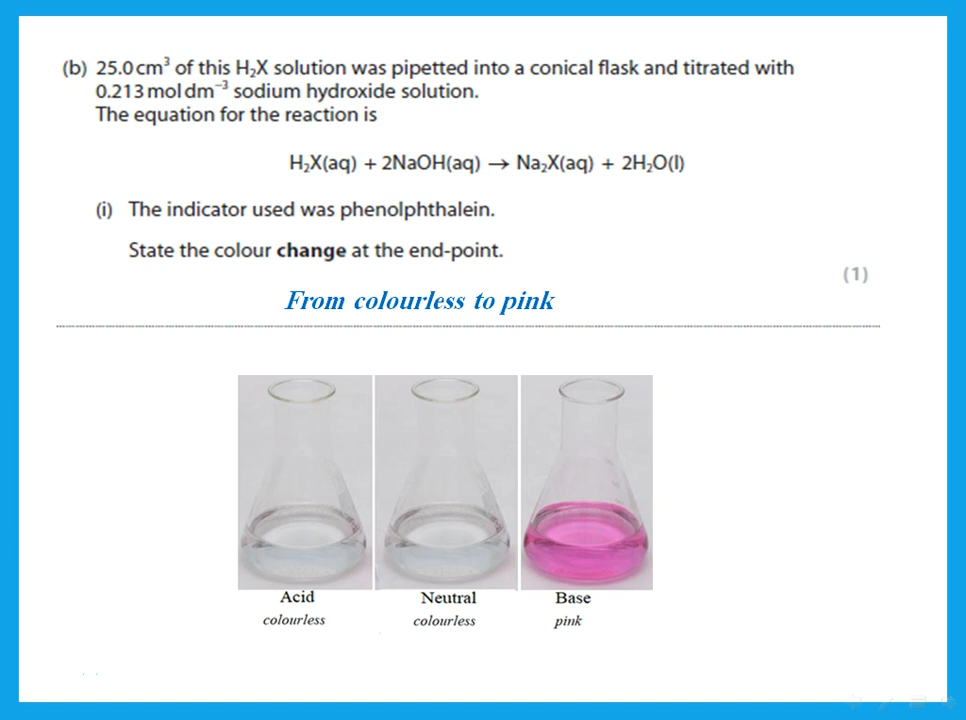 (b) 25.0 cm³ of this H₂X solution was pipetted into a conical flask and titrated with
0.213 mol dm⁻³ sodium hydroxide solution.
The equation for the reaction is
H₂X(aq) + 2NaOH(aq) → Na₂X(aq) + 2H₂O(l)
(i) The indicator used was phenolphthalein.
State the colour change at the end-point.
(1)
From colourless to pink
Acid Neutral Base
colourless colourless pink